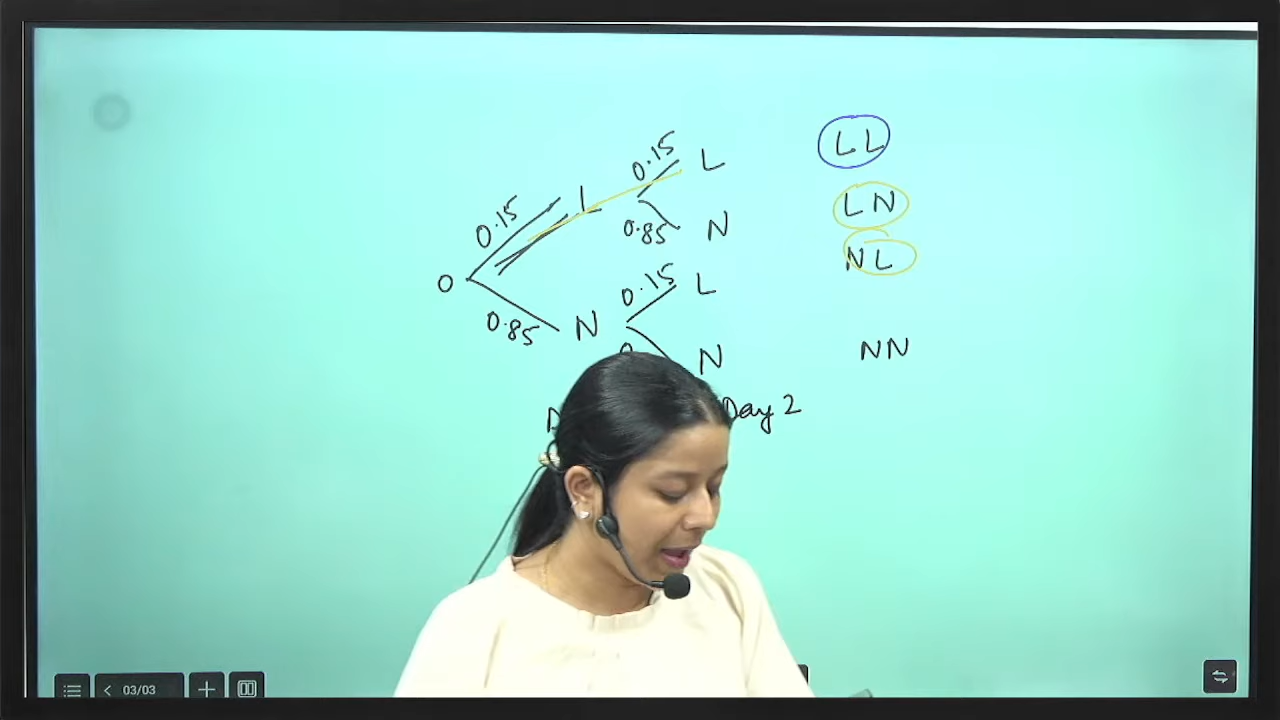 0.15 L LL
0.15 L LN
0.85 N
NL
0 0.15 L
0.85 N
N NN
Day 2
03/03